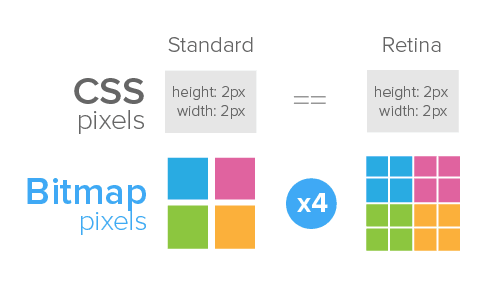 Standard
Retina
CSS
pixels
height: 2px
width: 2px
==
height: 2px
width: 2px
Bitmap
pixels
x4